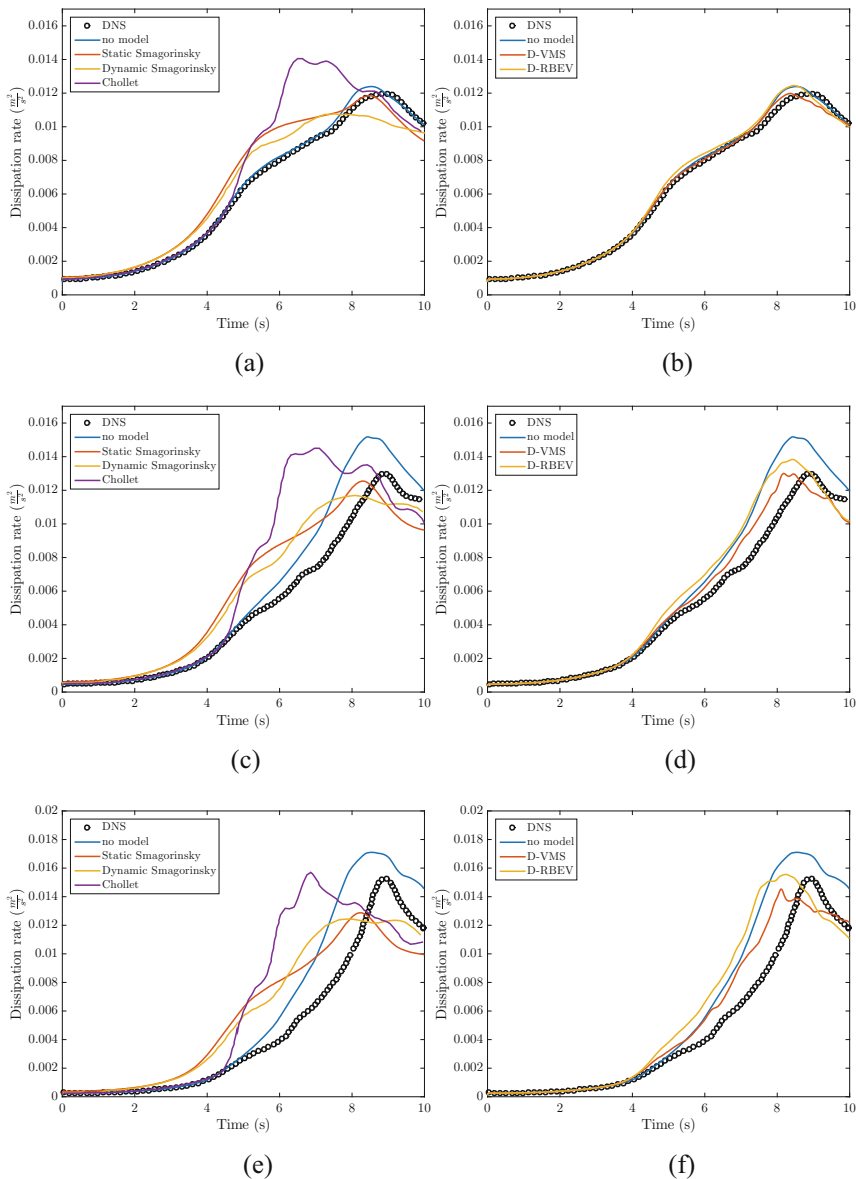 0.016
0.014
0.012
0.01
0.008
0.006
0.004
0.002
0
Dissipation rate (m²/s²)
DNS
no model
Static Smagorinsky
Dynamic Smagorinsky
Chollet
0 2 4 6 8 10
Time (s)
(a)
0.016
0.014
0.012
0.01
0.008
0.006
0.004
0.002
0
Dissipation rate (m²/s²)
DNS
no model
D-VMS
D-RBEV
0 2 4 6 8 10
Time (s)
(b)
0.016
0.014
0.012
0.01
0.008
0.006
0.004
0.002
0
Dissipation rate (m²/s²)
DNS
no model
Static Smagorinsky
Dynamic Smagorinsky
Chollet
0 2 4 6 8 10
Time (s)
(c)
0.016
0.014
0.012
0.01
0.008
0.006
0.004
0.002
0
Dissipation rate (m²/s²)
DNS
no model
D-VMS
D-RBEV
0 2 4 6 8 10
Time (s)
(d)
0.02
0.018
0.016
0.014
0.012
0.01
0.008
0.006
0.004
0.002
0
Dissipation rate (m²/s²)
DNS
no model
Static Smagorinsky
Dynamic Smagorinsky
Chollet
0 2 4 6 8 10
Time (s)
(e)
0.02
0.018
0.016
0.014
0.012
0.01
0.008
0.006
0.004
0.002
0
Dissipation rate (m²/s²)
DNS
no model
D-VMS
D-RBEV
0 2 4 6 8 10
Time (s)
(f)